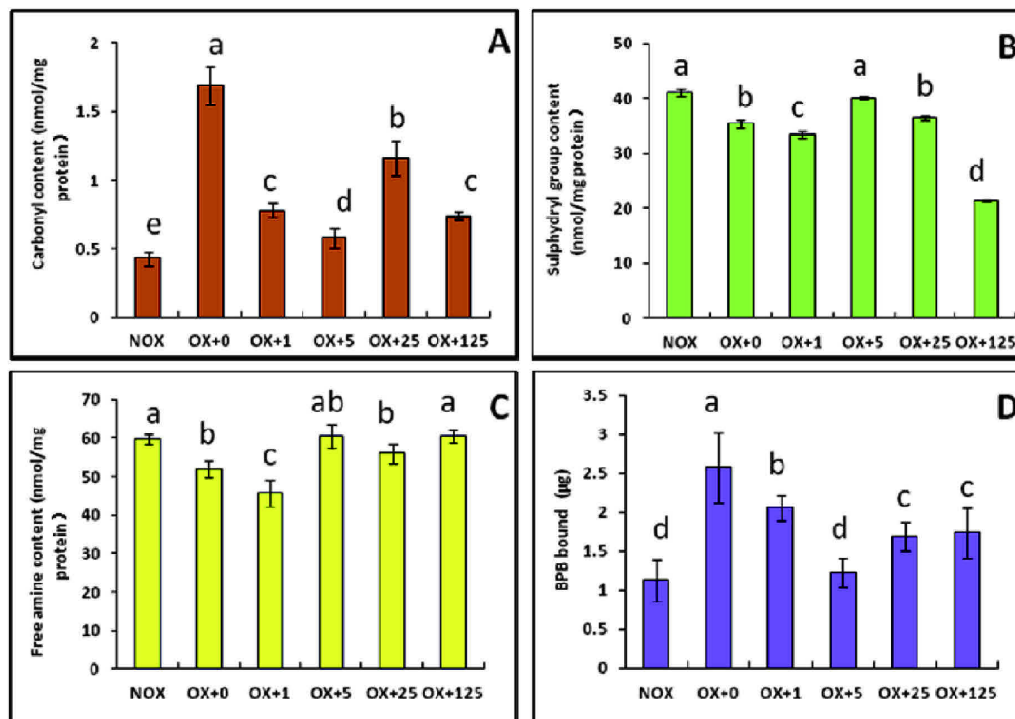 A
Carbonyl content (nmol/mg
protein)
2
1.5
1
0.5
0
e
a
c
d
b
c
NOX OX+0 OX+1 OX+5 OX+25 OX+125
B
Sulphydryl group content
(nmol/mg protein)
50
40
30
20
10
0
a
b
c
a
b
d
NOX OX+0 OX+1 OX+5 OX+25 OX+125
C
Free amine content (nmol/mg
protein)
70
60
50
40
30
20
10
0
a
b
c
ab
b
a
NOX OX+0 OX+1 OX+5 OX+25 OX+125
D
BPB bound (µg)
3.5
3
2.5
2
1.5
1
0.5
0
d
a
b
d
c
c
NOX OX+0 OX+1 OX+5 OX+25 OX+125